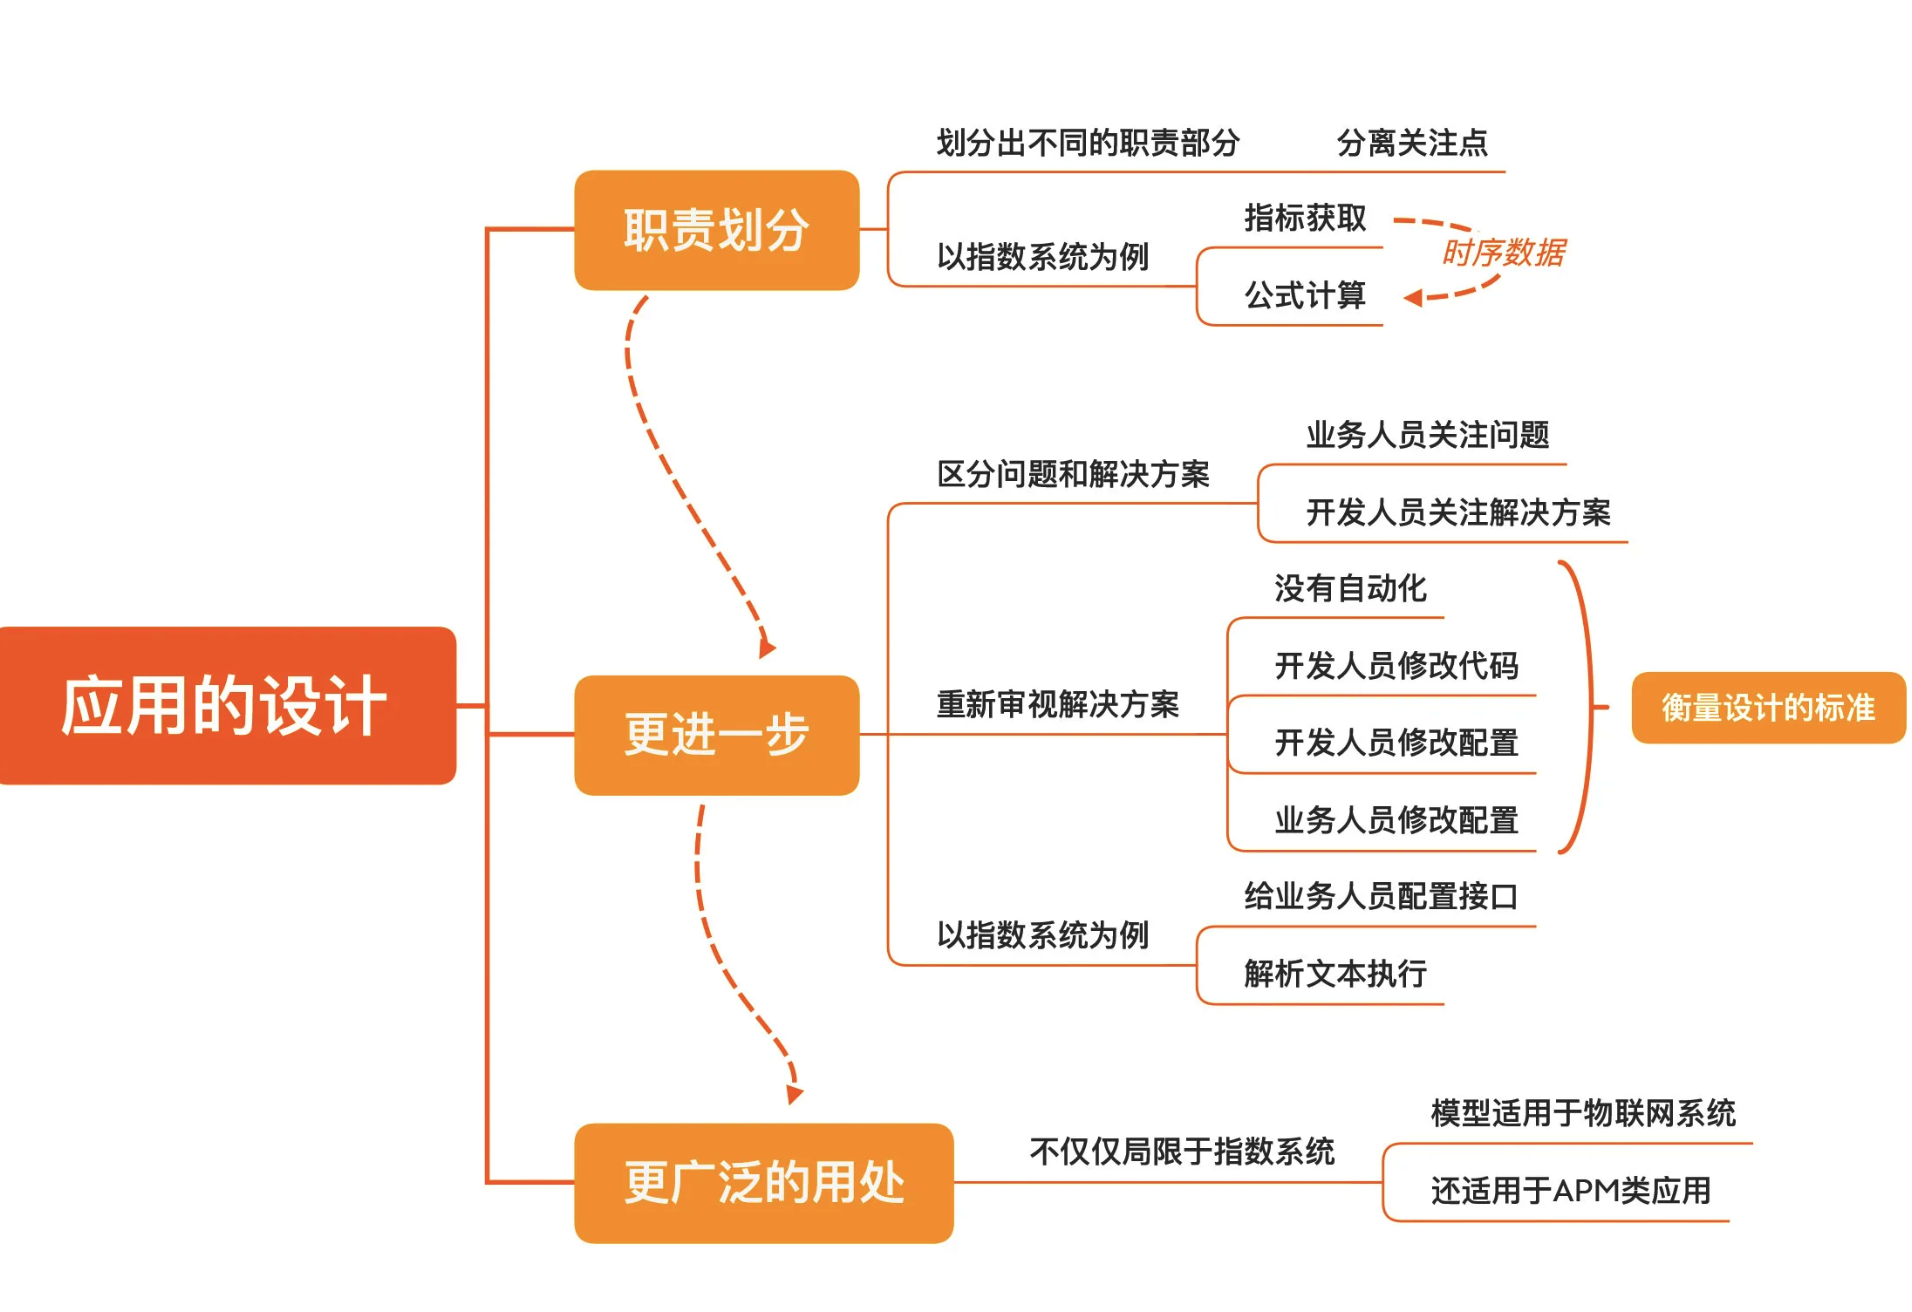 应用的设计
职责划分
划分出不同的职责部分
分离关注点
以指数系统为例
指标获取
时序数据
公式计算
更进一步
区分问题和解决方案
业务人员关注问题
开发人员关注解决方案
重新审视解决方案
没有自动化
开发人员修改代码
开发人员修改配置
业务人员修改配置
衡量设计的标准
以指数系统为例
给业务人员配置接口
解析文本执行
更广泛的用处
不仅仅局限于指数系统
模型适用于物联网系统
还适用于APM类应用